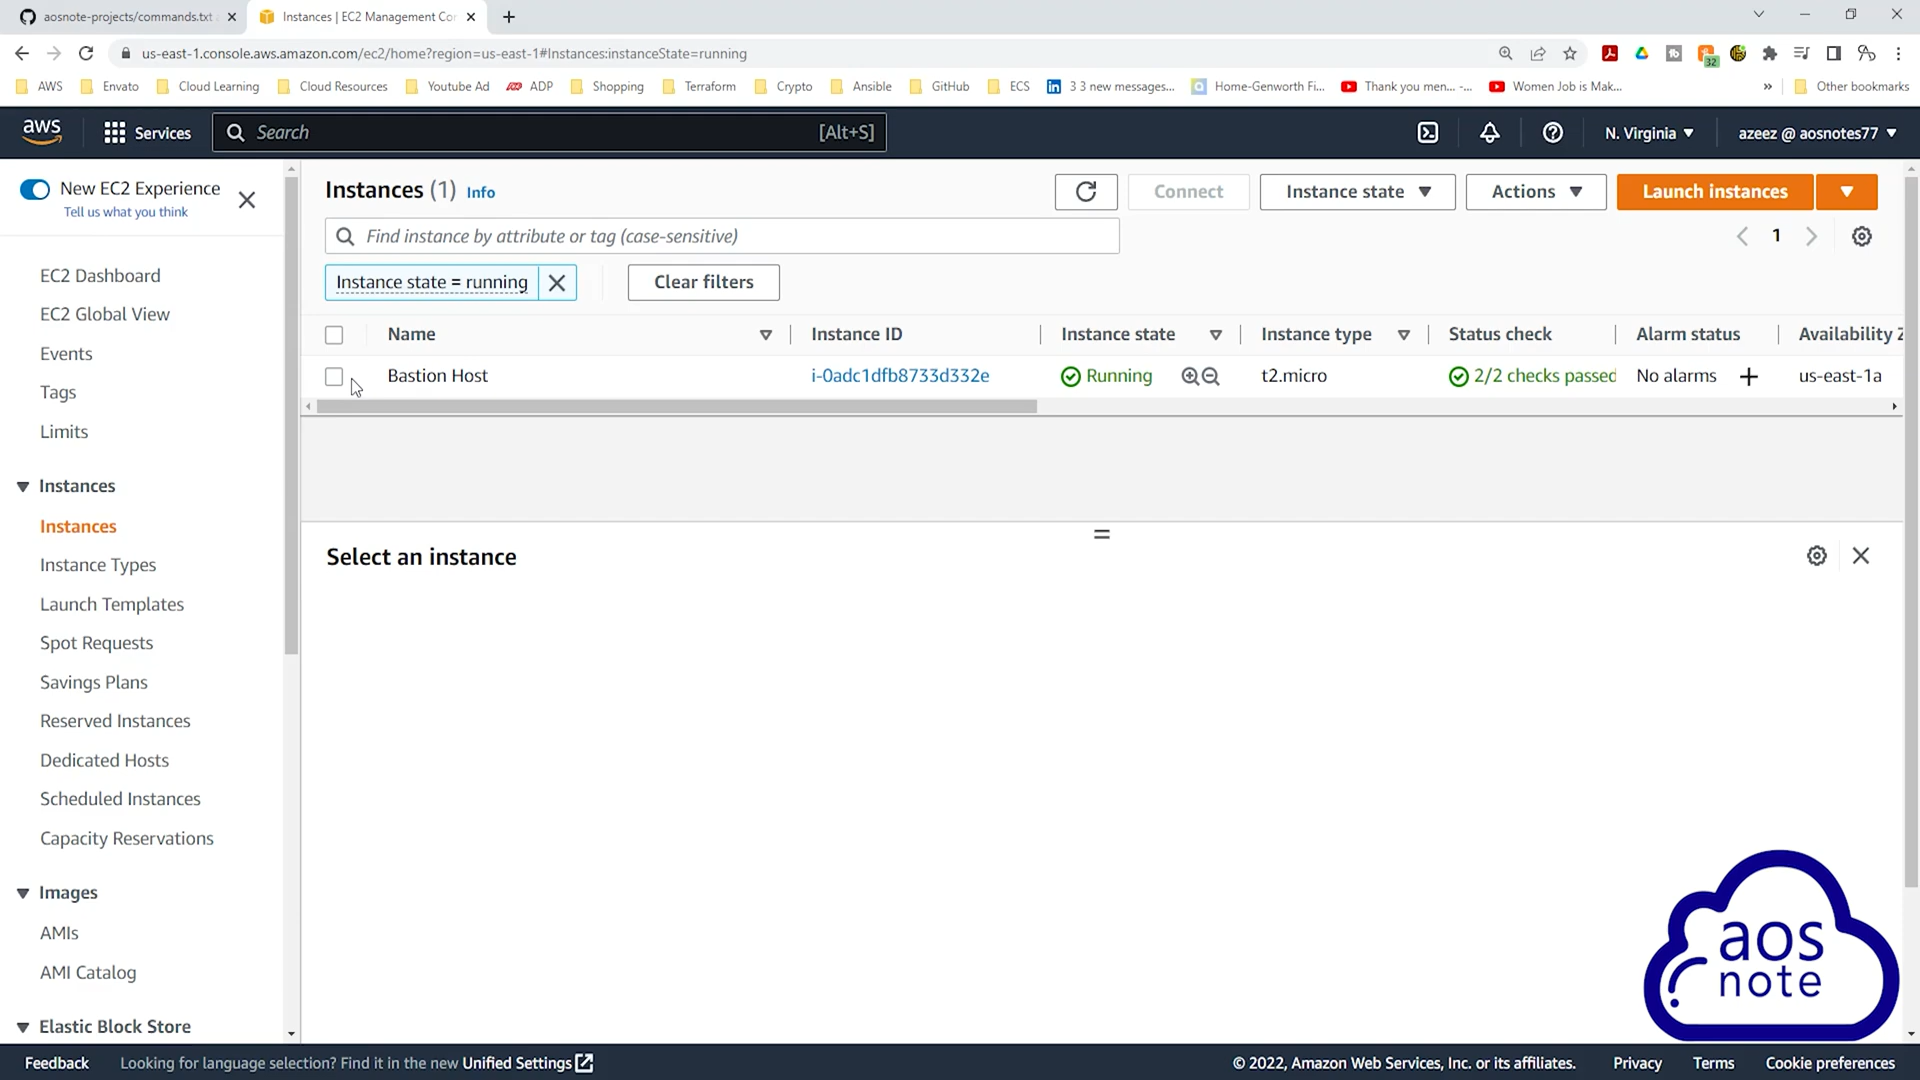 aosnote-projects/commands.txt
Instances | EC2 Management Con
us-east-1.console.aws.amazon.com/ec2/home?region=us-east-1#Instances:instanceState=running
32
AWS
Envato
Cloud Learning
Cloud Resources
Youtube Ad
ADP
Shopping
Terraform
Crypto
Ansible
GitHub
ECS
3 3 new messages...
Home-Genworth Fi...
Thank you men... -...
Women Job is Mak...
»
Other bookmarks
aws
Services
Search
[Alt+S]
N. Virginia
azeez @ aosnotes77
New EC2 Experience
Tell us what you think
EC2 Dashboard
EC2 Global View
Events
Tags
Limits
Instances
Instances
Instance Types
Launch Templates
Spot Requests
Savings Plans
Reserved Instances
Dedicated Hosts
Scheduled Instances
Capacity Reservations
Images
AMIs
AMI Catalog
Elastic Block Store
Instances (1) Info
Connect
Instance state
Actions
Launch instances
Find instance by attribute or tag (case-sensitive)
1
Instance state = running
Clear filters
Name
Instance ID
Instance state
Instance type
Status check
Alarm status
Availability Z
Bastion Host
i-0adc1dfb8733d332e
Running
t2.micro
2/2 checks passed
No alarms
us-east-1a
Select an instance
aos
note
Feedback
Looking for language selection? Find it in the new Unified Settings
© 2022, Amazon Web Services, Inc. or its affiliates.
Privacy
Terms
Cookie preferences